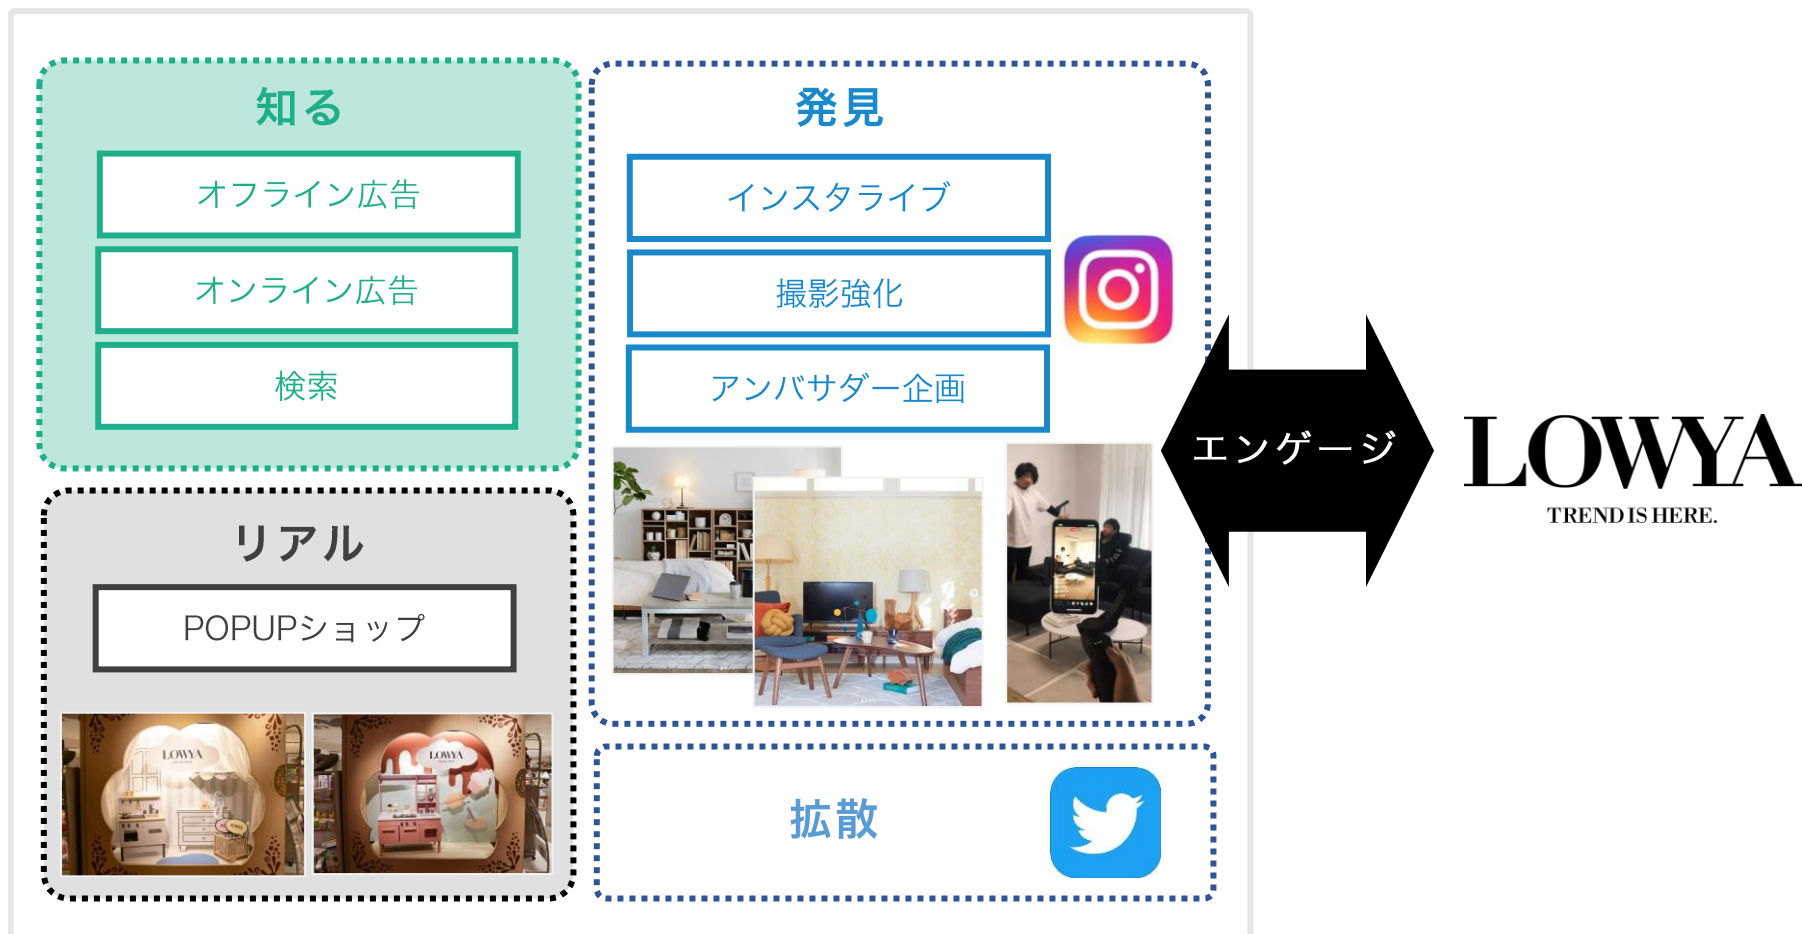 知る
オフライン広告
オンライン広告
検索
発見
インスタライブ
撮影強化
アンバサダー企画
エンゲージ
LOWYA
TREND IS HERE.
リアル
POPUPショップ
LOWYA
LOWYA
拡散